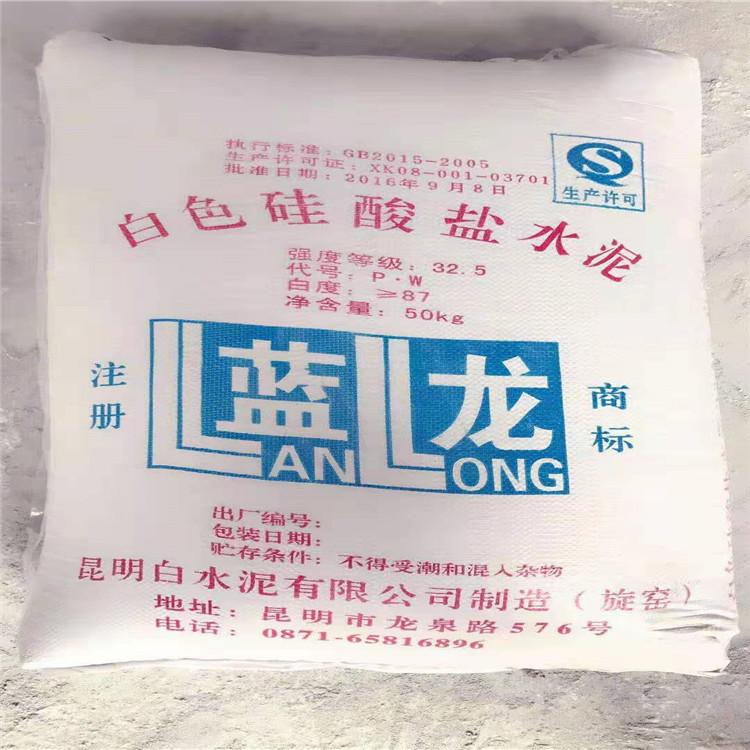 执行标准：GB2015-2005
生产许可证：XK08-001-03701
批准日期：2016年9月8日
生产许可
白色硅酸盐水泥
强度等级：32.5
代号：P·W
白度：≥87
净含量：50kg
注册
蓝龙
LAN LONG
商标
出厂编号：
包装日期：
贮存条件：不得受潮和混入杂物
昆明白水泥有限公司制造（旋窑）
地址：昆明市龙泉路576号
电话：0871-65816896